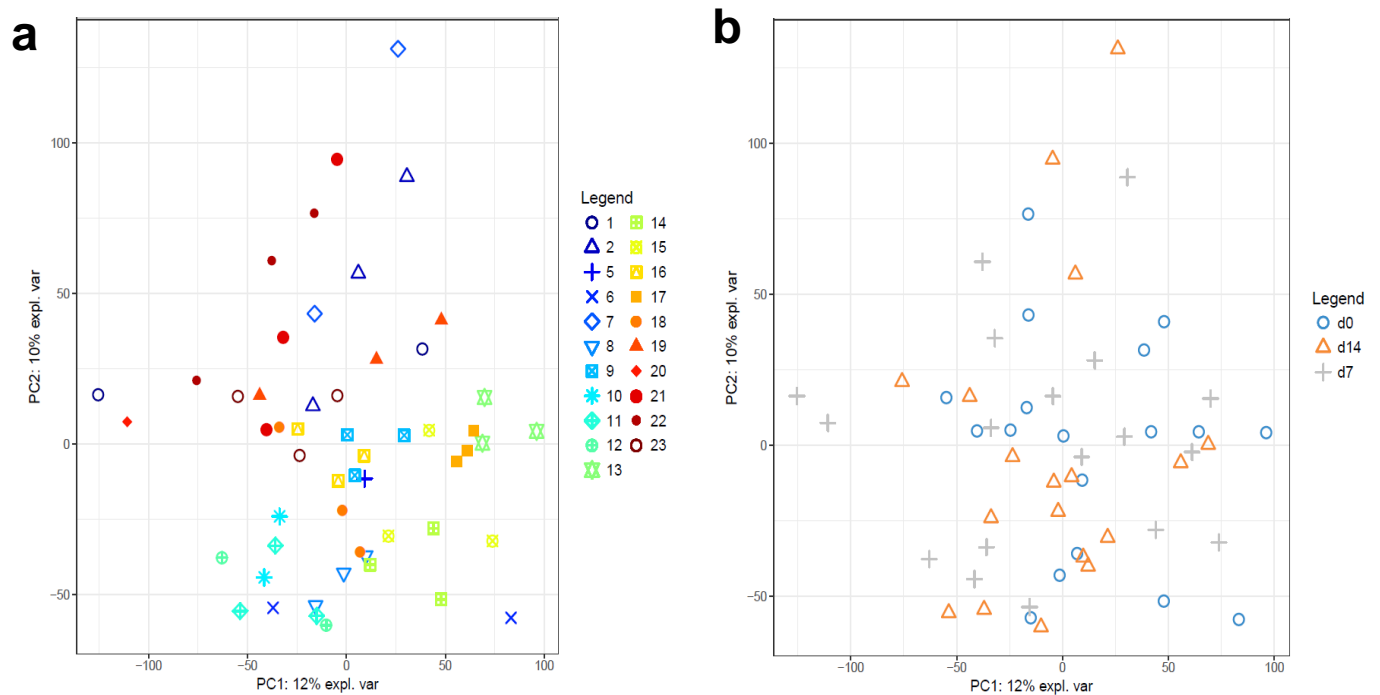 a
PC2: 10% expl. var
100
50
0
−50
−100
−50
0
50
100
PC1: 12% expl. var
Legend
1 14
2 15
5 16
6 17
7 18
8 19
9 20
10 21
11 22
12 23
13
b
PC2: 10% expl. var
100
50
0
−50
−100
−50
0
50
100
PC1: 12% expl. var
Legend
d0
d14
d7